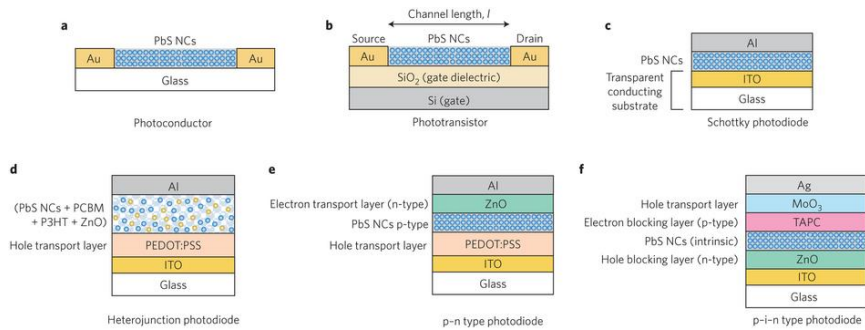 a
PbS NCs
Au
Au
Glass
Photoconductor
b
Channel length, l
Source
PbS NCs
Drain
Au
Au
SiO₂ (gate dielectric)
Si (gate)
Phototransistor
c
Al
PbS NCs
ITO
Transparent
conducting
substrate
Glass
Schottky photodiode
d
Al
(PbS NCs + PCBM
+ P3HT + ZnO)
Hole transport layer
PEDOT:PSS
ITO
Glass
Heterojunction photodiode
e
Al
Electron transport layer (n-type)
ZnO
PbS NCs p-type
Hole transport layer
PEDOT:PSS
ITO
Glass
p–n type photodiode
f
Ag
Hole transport layer
MoO₃
Electron blocking layer (p-type)
TAPC
PbS NCs (intrinsic)
Hole blocking layer (n-type)
ZnO
ITO
Glass
p–i–n type photodiode